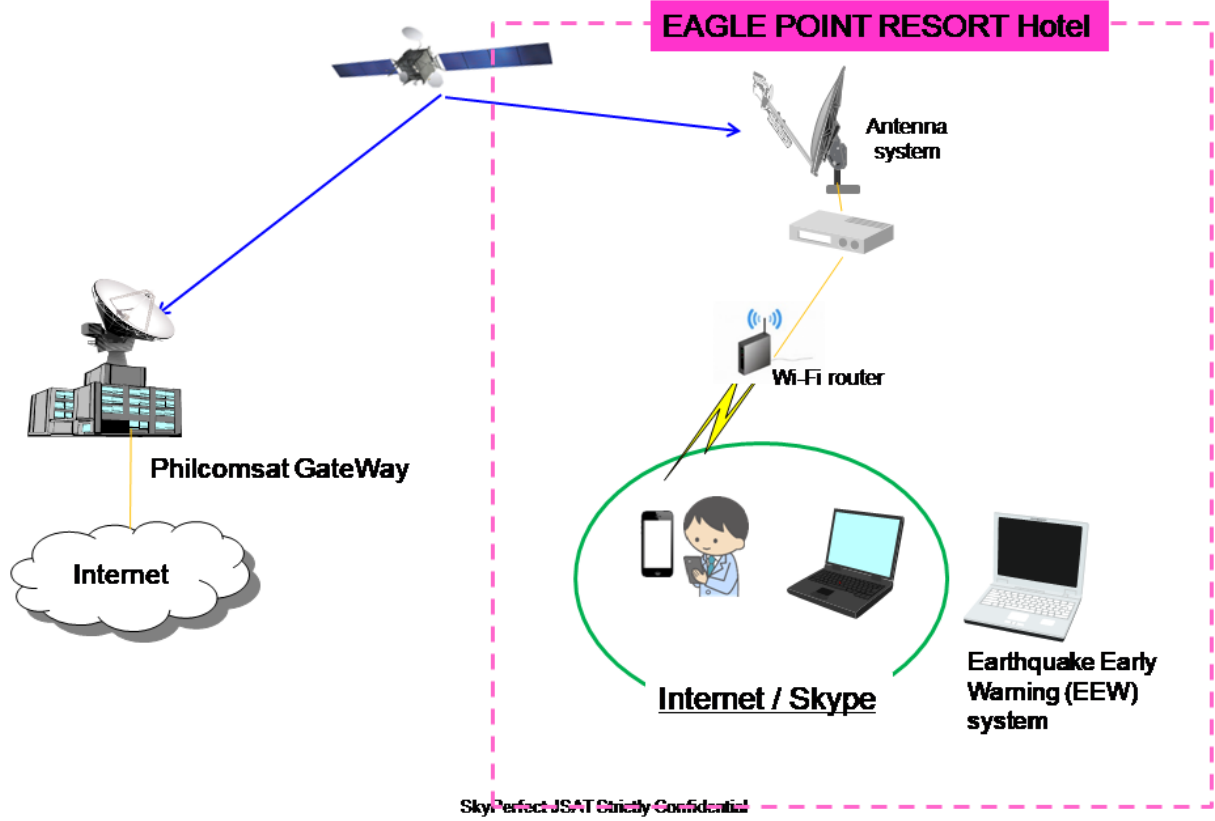 EAGLE POINT RESORT Hotel
Antenna
system
Wi-Fi router
Philcomsat GateWay
Internet
Internet / Skype
Earthquake Early
Warning (EEW)
system
SkyPerfect JSAT Strictly Confidential